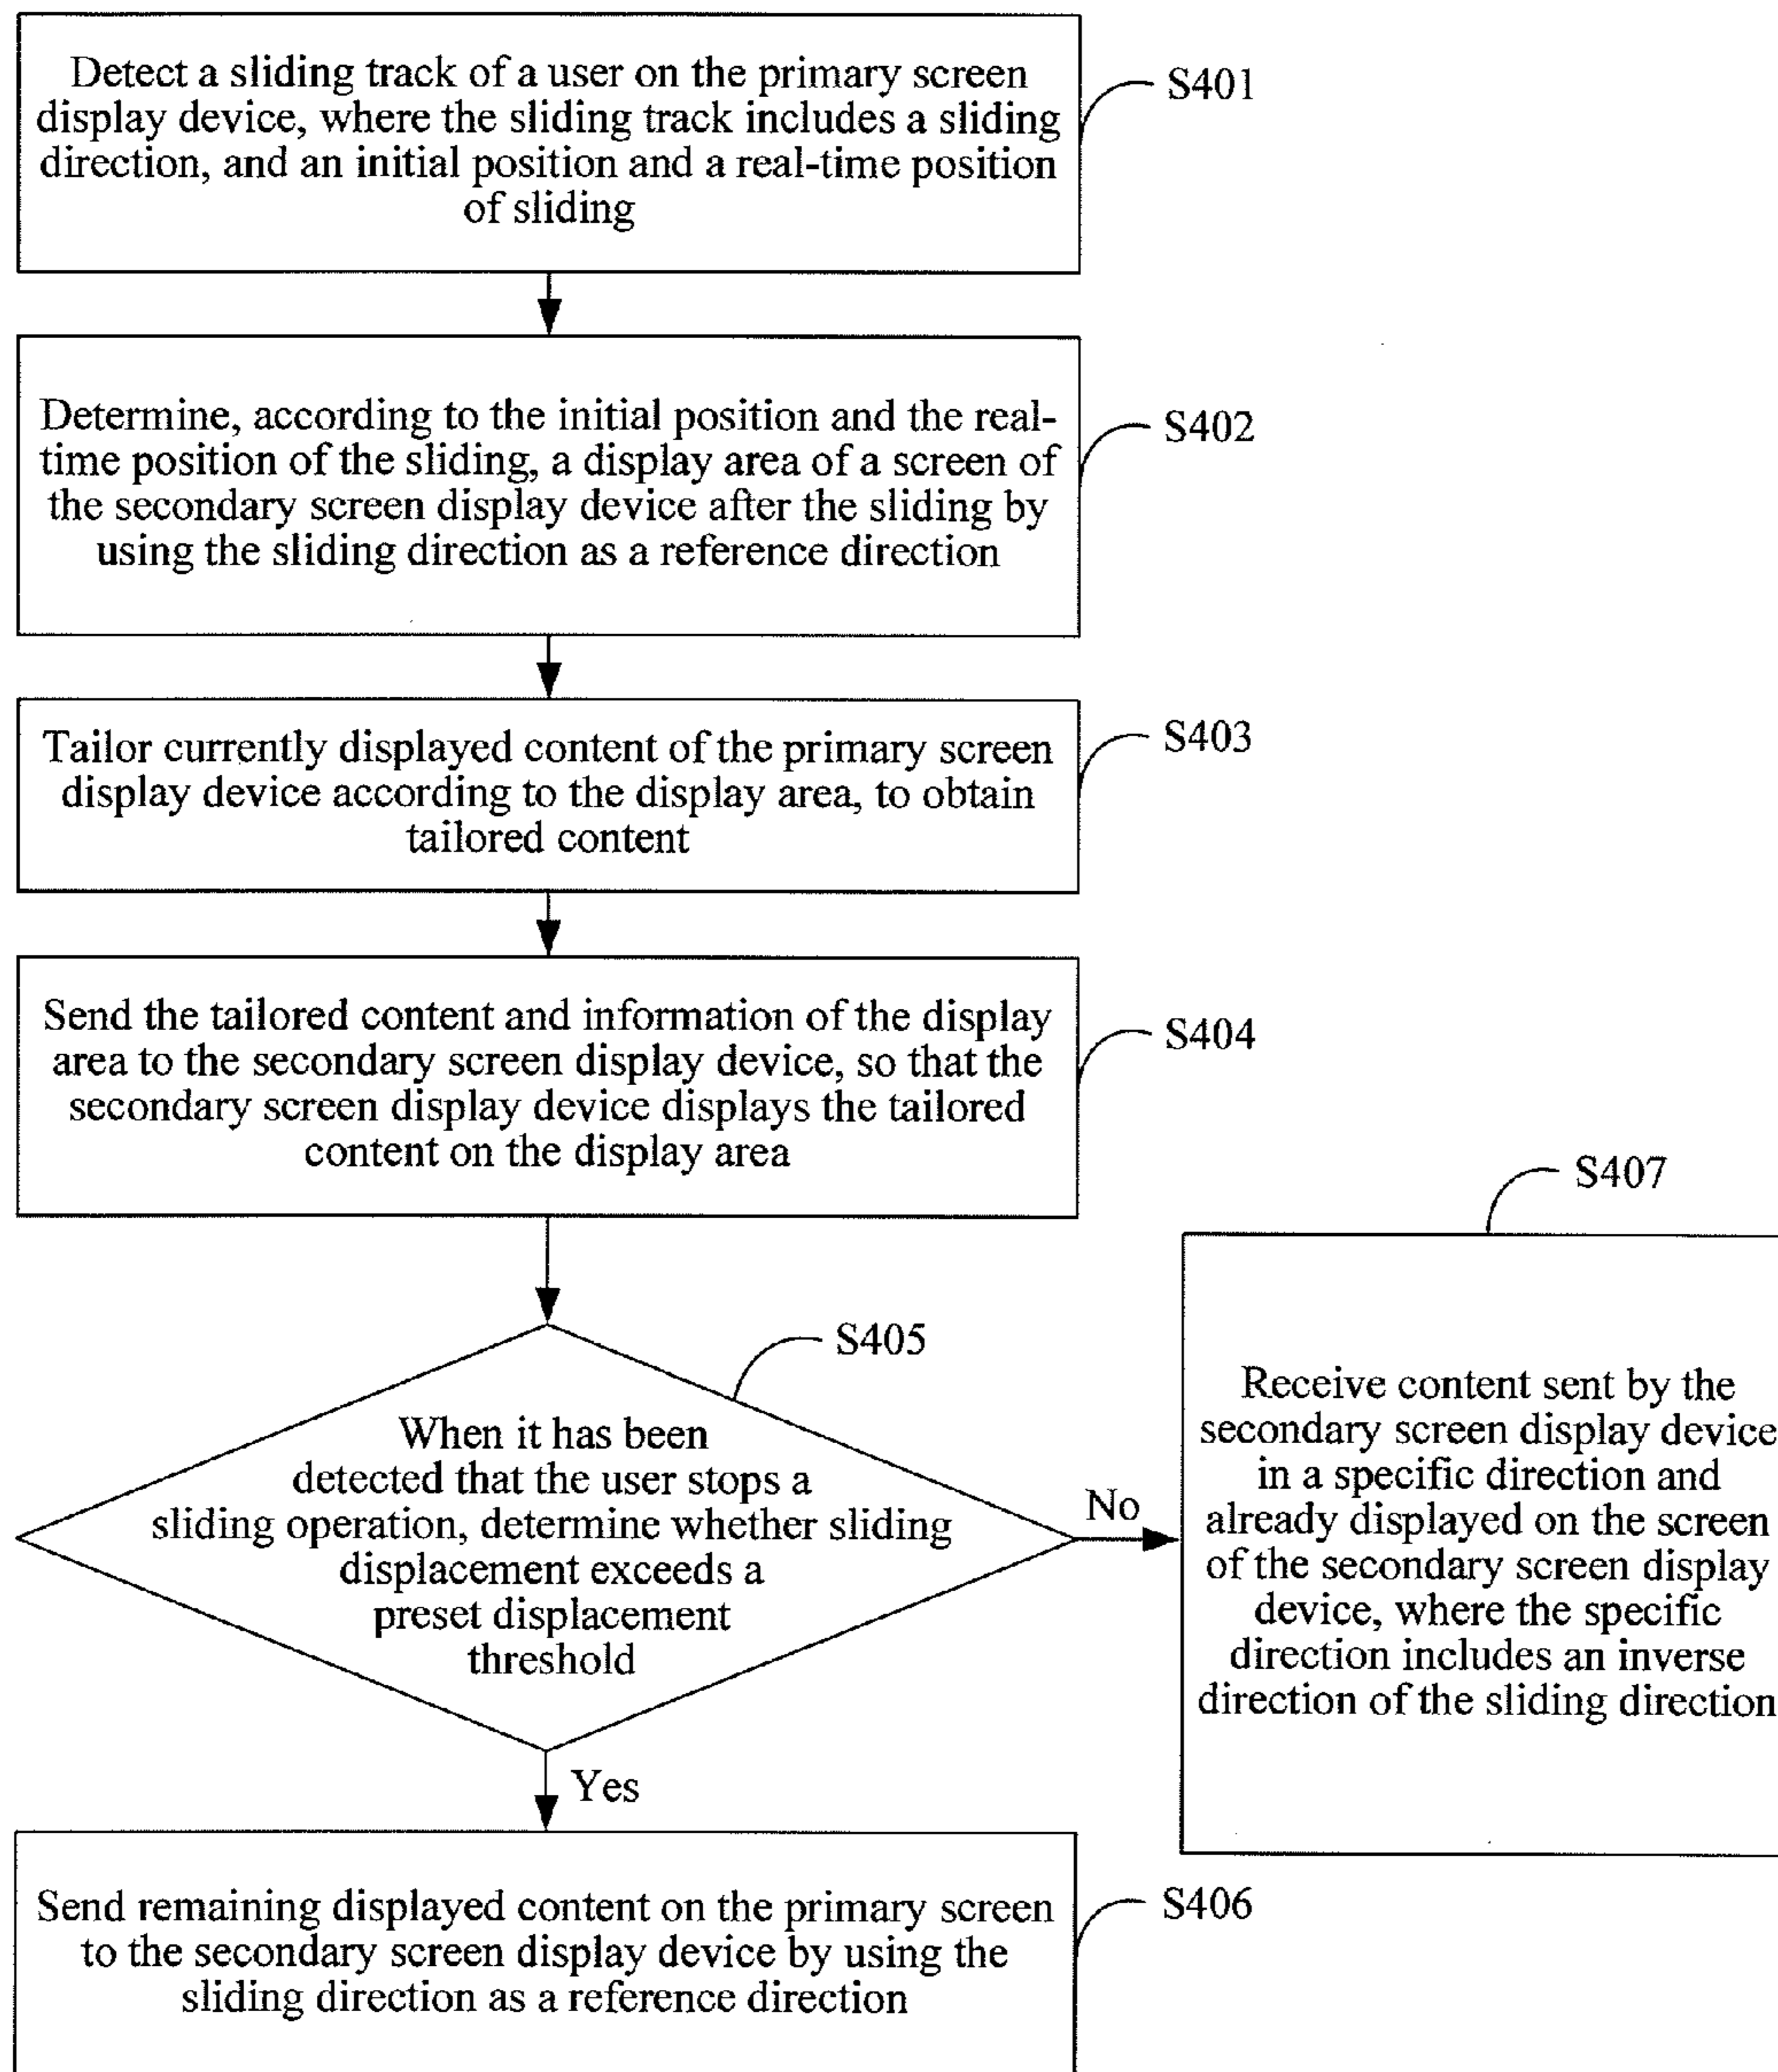 Detect a sliding track of a user on the primary screen
display device, where the sliding track includes a sliding
direction, and an initial position and a real-time position
of sliding
S401
Determine, according to the initial position and the real-
time position of the sliding, a display area of a screen of
the secondary screen display device after the sliding by
using the sliding direction as a reference direction
S402
Tailor currently displayed content of the primary screen
display device according to the display area, to obtain
tailored content
S403
Send the tailored content and information of the display
area to the secondary screen display device, so that the
secondary screen display device displays the tailored
content on the display area
S404
When it has been
detected that the user stops a
sliding operation, determine whether sliding
displacement exceeds a
preset displacement
threshold
S405
No
Receive content sent by the
secondary screen display device
in a specific direction and
already displayed on the screen
of the secondary screen display
device, where the specific
direction includes an inverse
direction of the sliding direction
S407
Yes
Send remaining displayed content on the primary screen
to the secondary screen display device by using the
sliding direction as a reference direction
S406